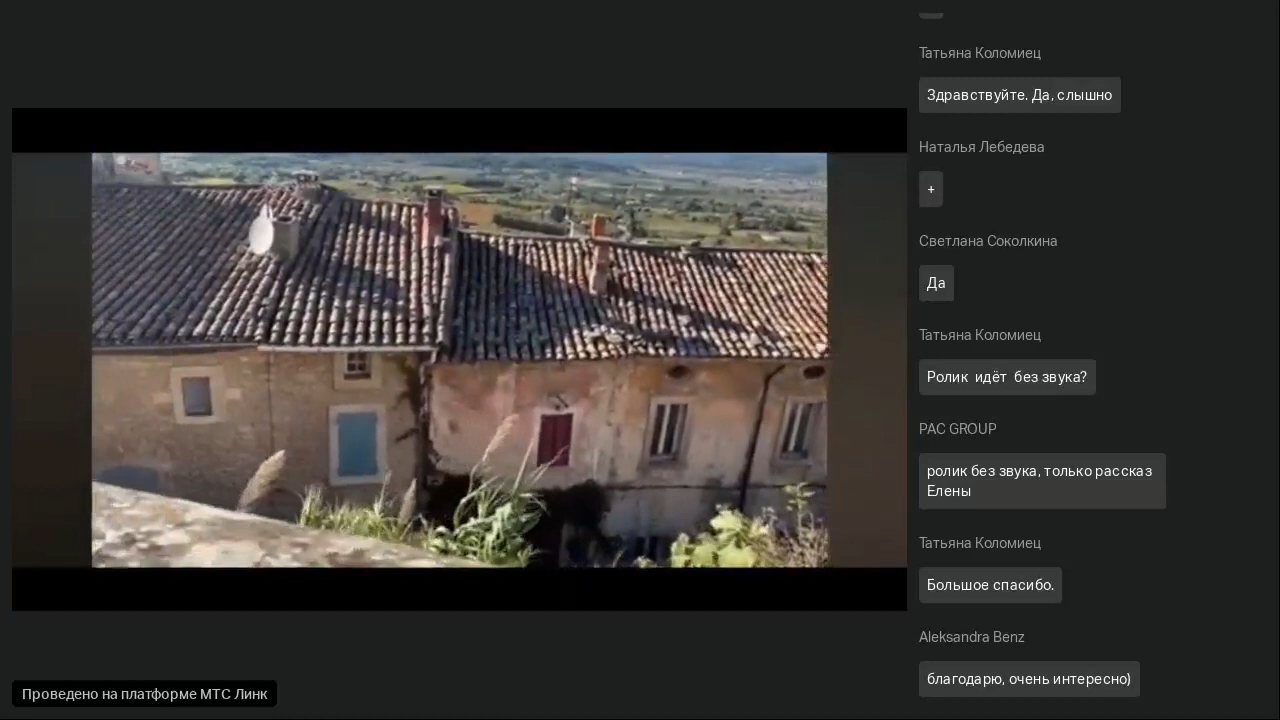 Татьяна Коломиец
Здравствуйте. Да, слышно
Наталья Лебедева
+
Светлана Соколкина
Да
Татьяна Коломиец
Ролик идёт без звука?
PAC GROUP
ролик без звука, только рассказ
Елены
Татьяна Коломиец
Большое спасибо.
Aleksandra Benz
благодарю, очень интересно)
Проведено на платформе МТС Линк